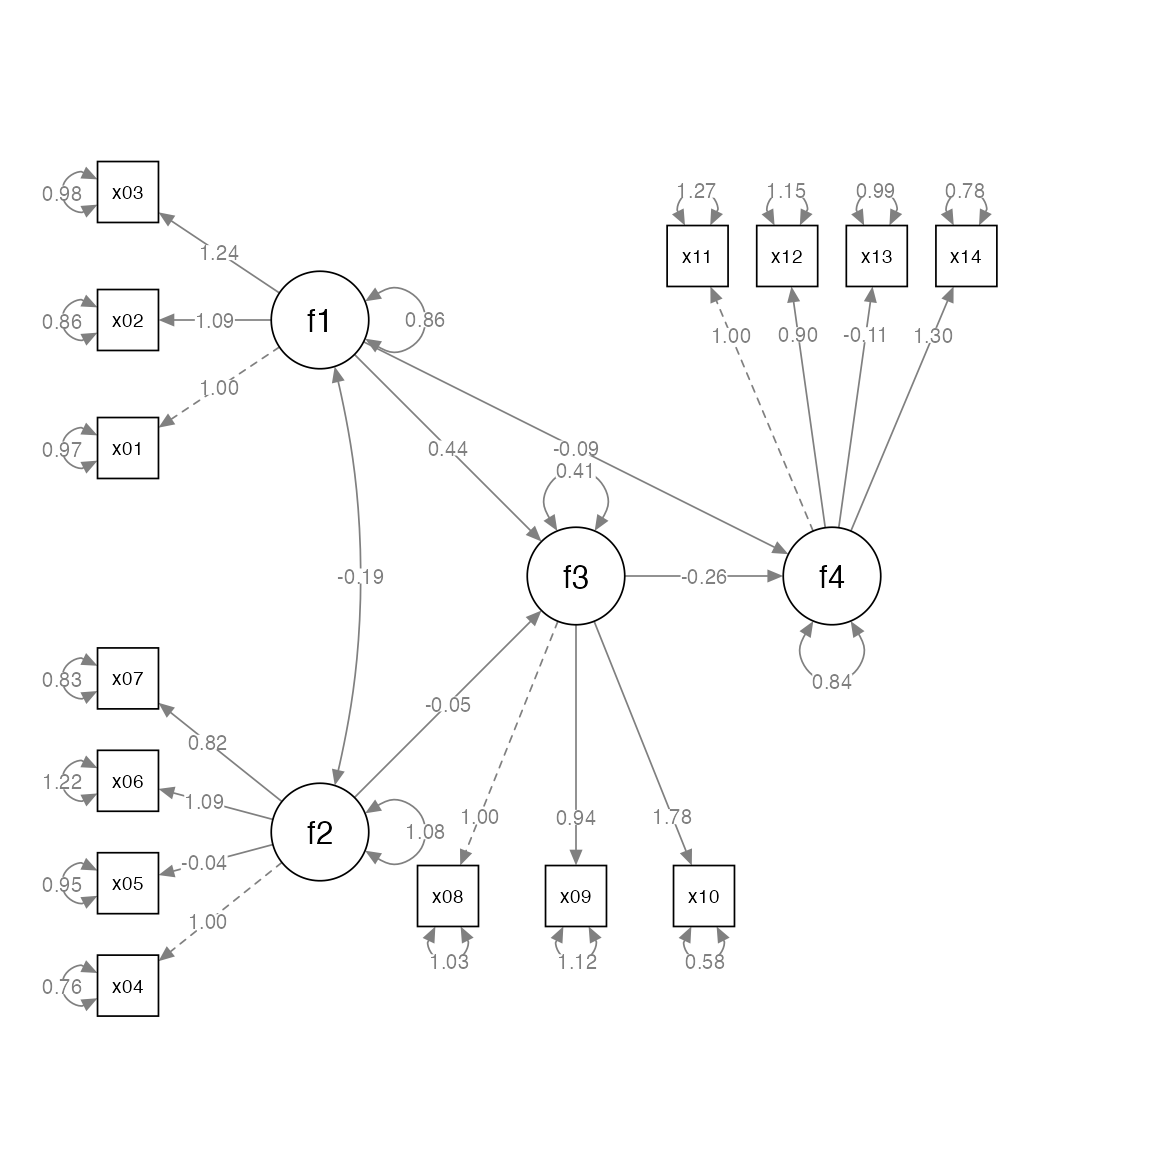 1.27 1.15 0.99 0.78
0.98 x03
x11 x12 x13 x14
1.24
0.86 x02 1.09 f1 0.86
1.00 0.90 -0.11 1.30
1.00
0.97 x01 0.44 -0.09
0.41
-0.19 f3 -0.26 f4
0.83 x07 0.84
-0.05
0.82
1.22 x06
1.09 1.00 0.94 1.78
f2 1.08
-0.04
0.95 x05
x08 x09 x10
1.00
1.03 1.12 0.58
0.76 x04